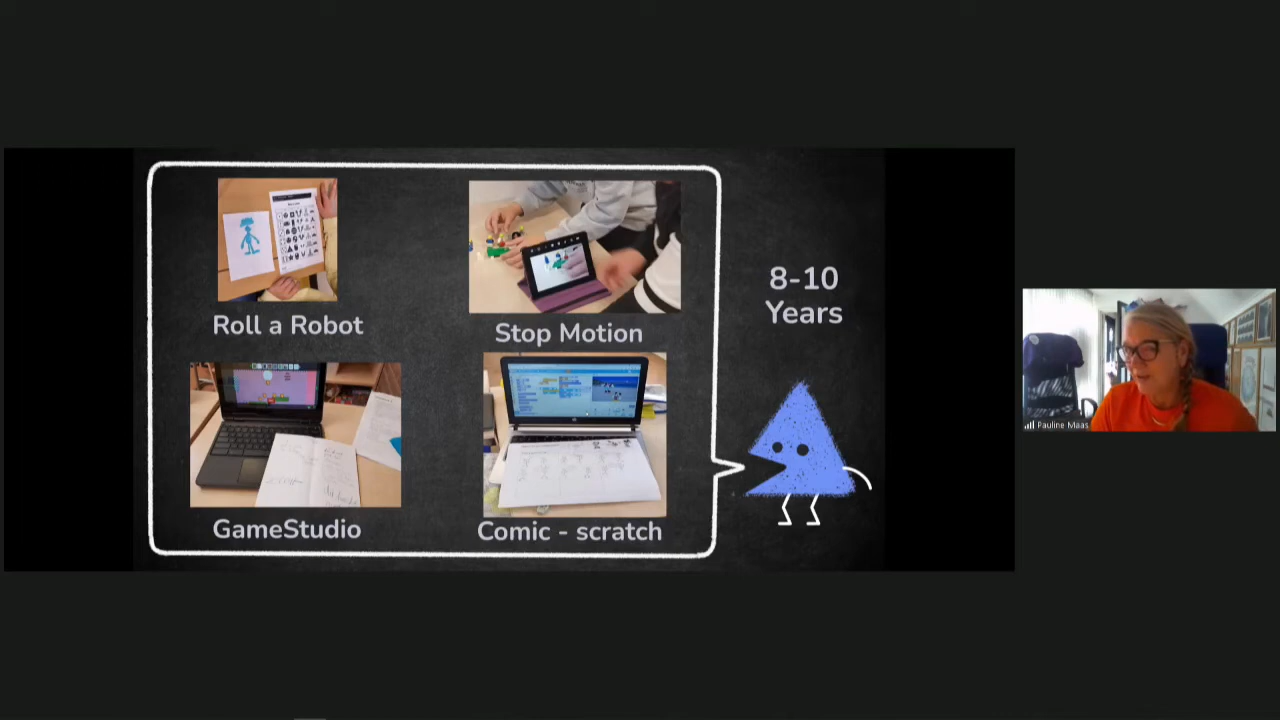 Roll a Robot
Stop Motion
GameStudio
Comic - scratch
8-10
Years
Pauline Maas